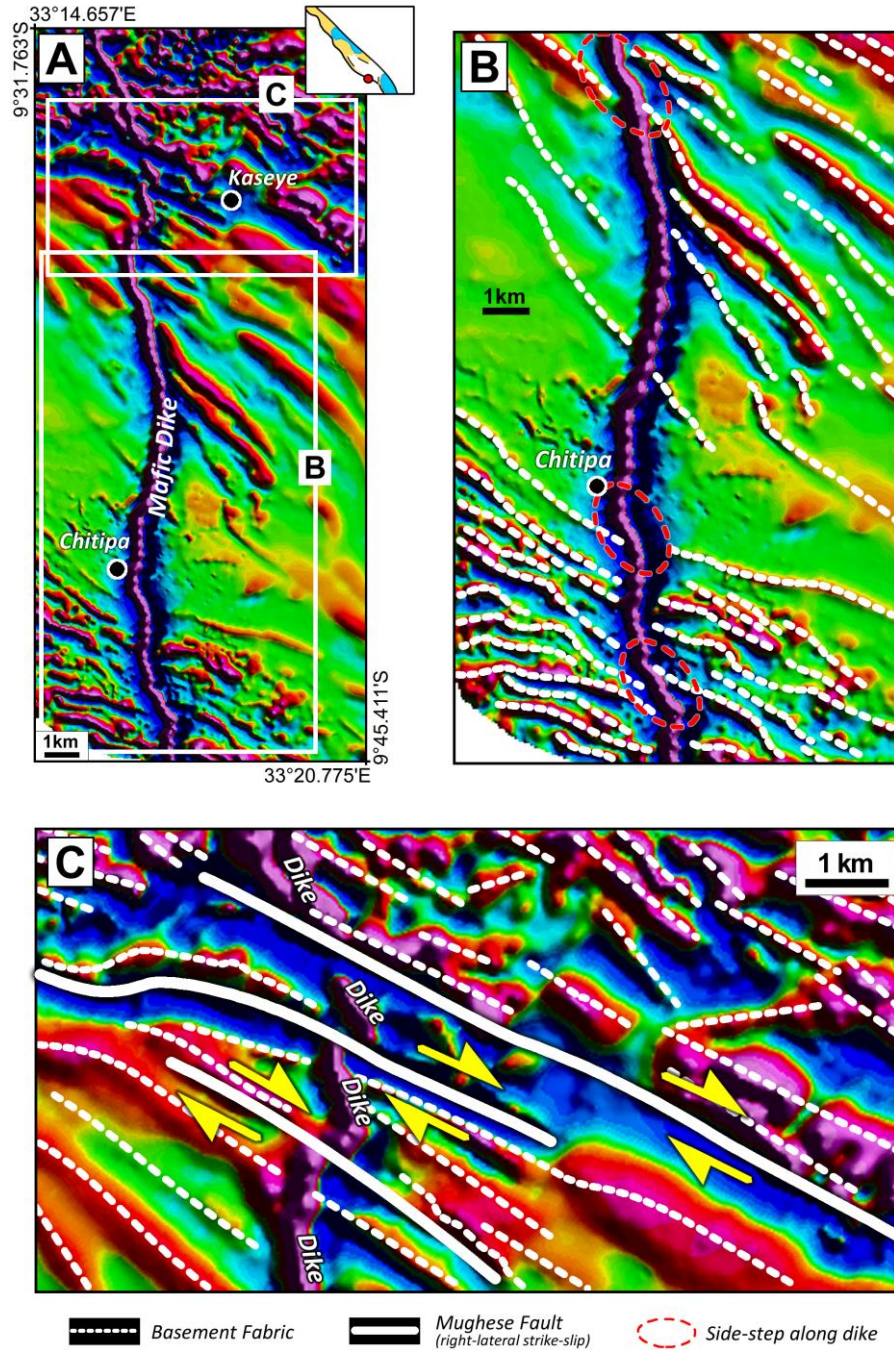 33°14.657'E
9°31.763'S
A
C
Kaseye
Mafic Dike
B
Chitipa
1km
9°45.411'S
33°20.775'E
B
1km
Chitipa
C
1 km
Dike
Dike
Dike
Dike
Basement Fabric
Mughese Fault
(right-lateral strike-slip)
Side-step along dike